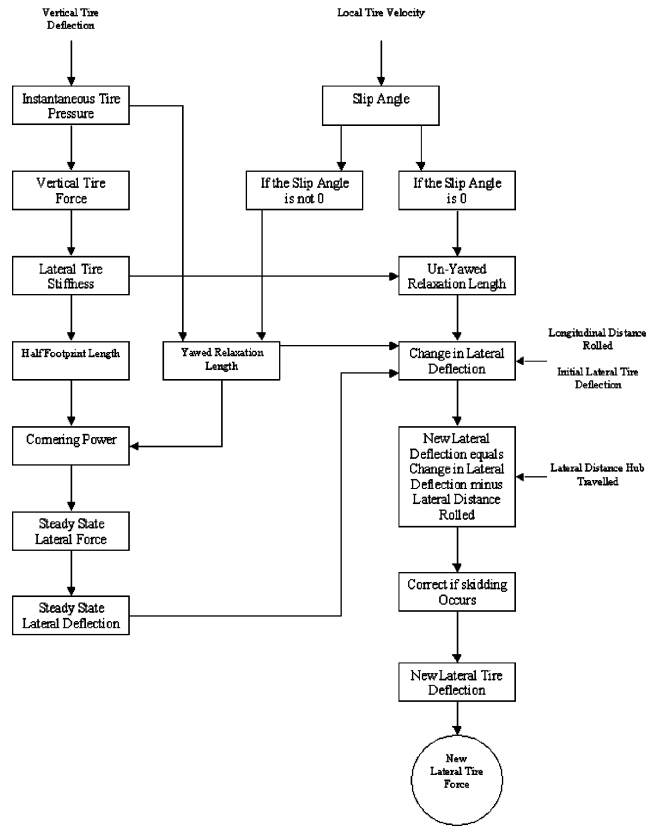 Vertical Tire
Deflection
Local Tire Velocity
Instantaneous Tire
Pressure
Slip Angle
Vertical Tire
Force
If the Slip Angle
is not 0
If the Slip Angle
is 0
Lateral Tire
Stiffness
Un-Yawed
Relaxation Length
Half Footprint Length
Yawed Relaxation
Length
Change in Lateral
Deflection
Longitudinal Distance
Rolled
Initial Lateral Tire
Deflection
Cornering Power
New Lateral
Deflection equals
Change in Lateral
Deflection minus
Lateral Distance
Rolled
Lateral Distance Hub
Travelled
Steady State
Lateral Force
Steady State
Lateral Deflection
Correct if skidding
Occurs
New Lateral Tire
Deflection
New
Lateral Tire
Force